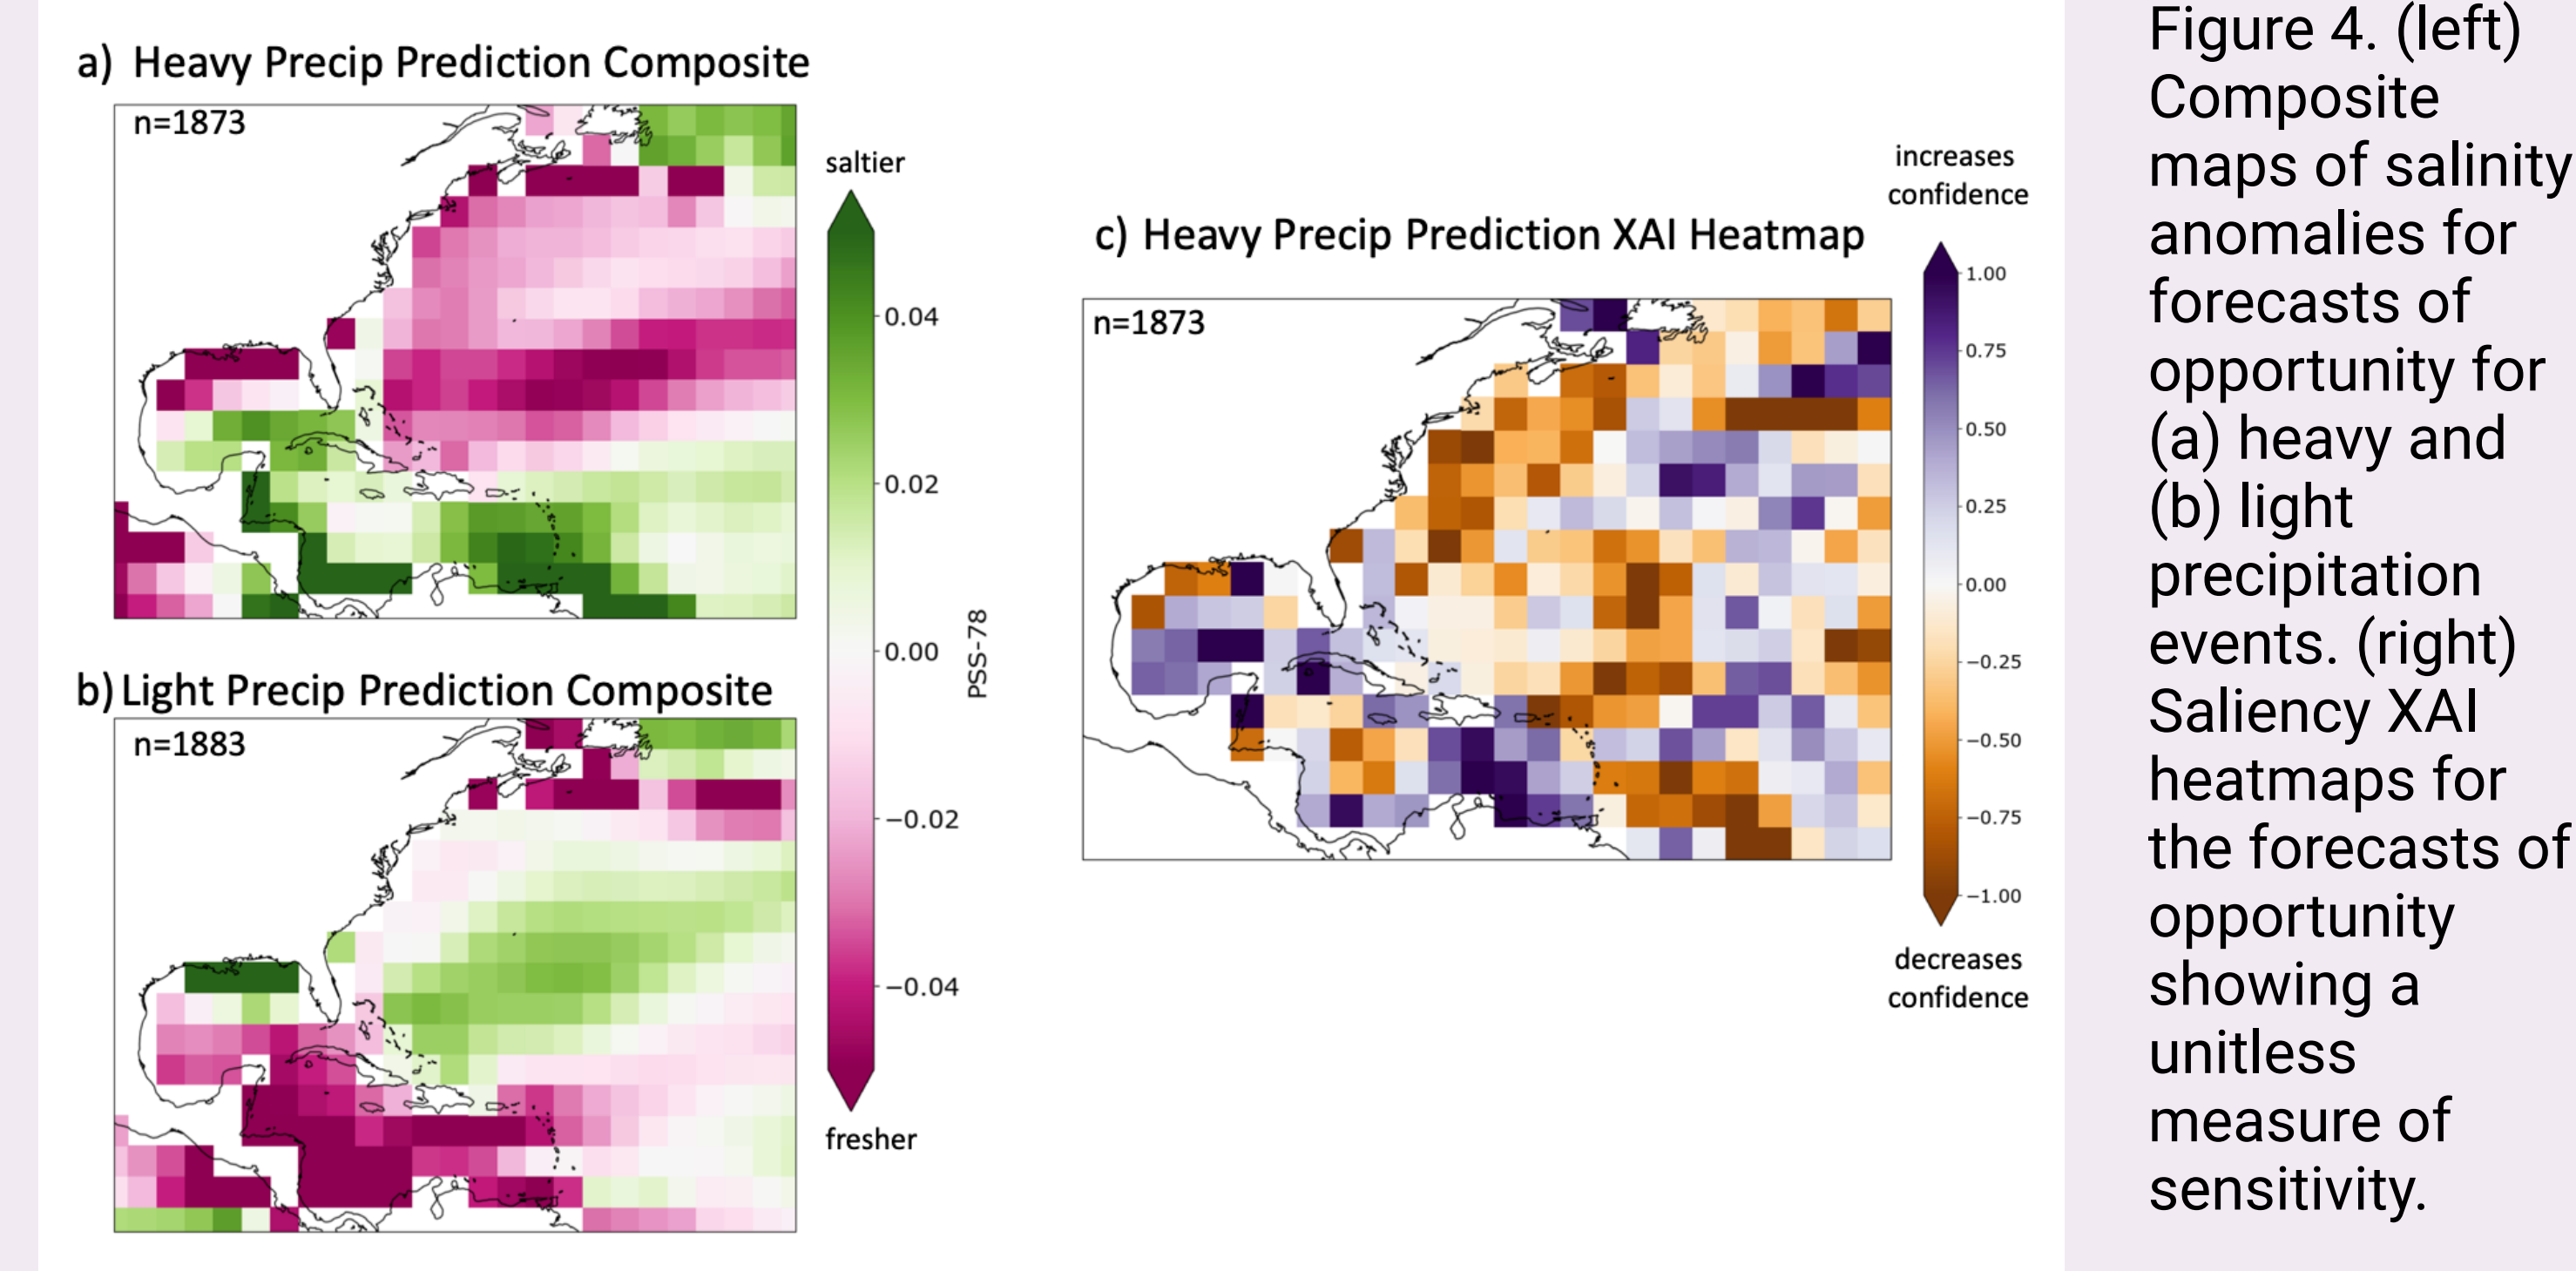 a) Heavy Precip Prediction Composite
n=1873
saltier
0.04
0.02
0.00
−0.02
−0.04
PSS-78
fresher
b) Light Precip Prediction Composite
n=1883
c) Heavy Precip Prediction XAI Heatmap
n=1873
increases
confidence
1.00
0.75
0.50
0.25
0.00
−0.25
−0.50
−0.75
−1.00
decreases
confidence
Figure 4. (left)
Composite
maps of salinity
anomalies for
forecasts of
opportunity for
(a) heavy and
(b) light
precipitation
events. (right)
Saliency XAI
heatmaps for
the forecasts of
opportunity
showing a
unitless
measure of
sensitivity.